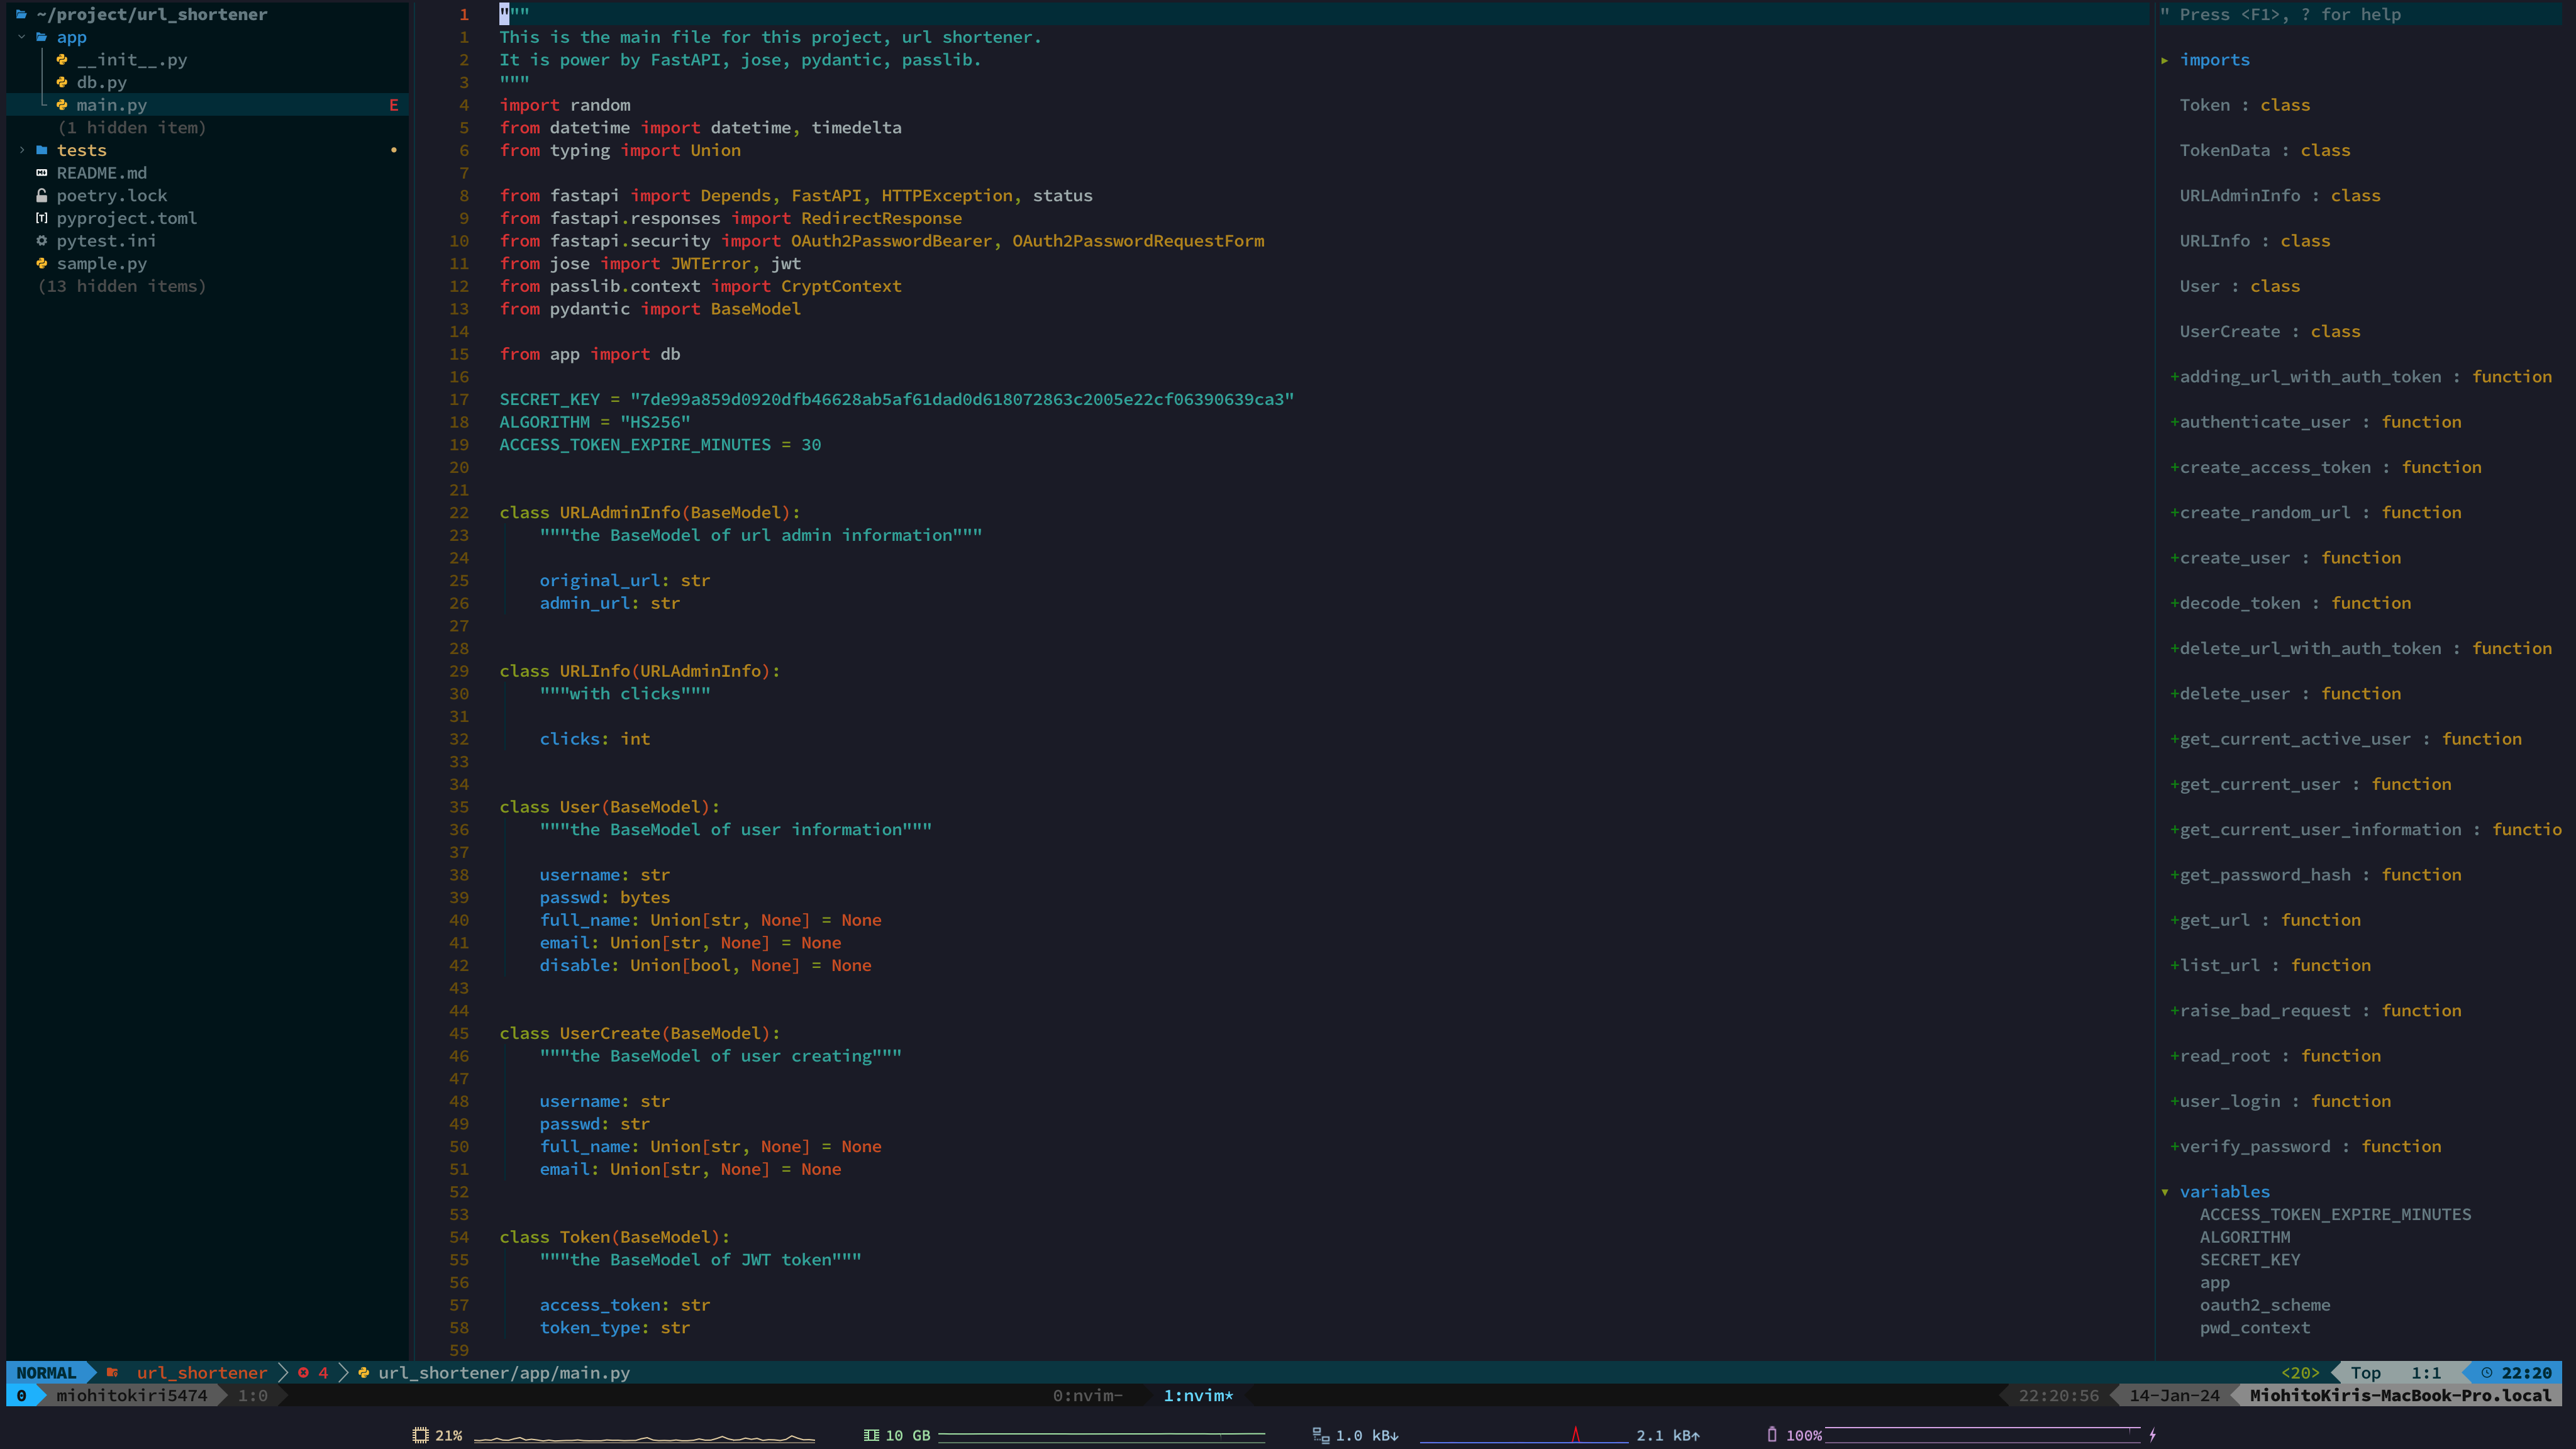 ~/project/url_shortener
app
__init__.py
db.py
main.py E
(1 hidden item)
tests
README.md
poetry.lock
pyproject.toml
pytest.ini
sample.py
(13 hidden items)
1 """
1 This is the main file for this project, url shortener.
2 It is power by FastAPI, jose, pydantic, passlib.
3 """
4 import random
5 from datetime import datetime, timedelta
6 from typing import Union
7
8 from fastapi import Depends, FastAPI, HTTPException, status
9 from fastapi.responses import RedirectResponse
10 from fastapi.security import OAuth2PasswordBearer, OAuth2PasswordRequestForm
11 from jose import JWTError, jwt
12 from passlib.context import CryptContext
13 from pydantic import BaseModel
14
15 from app import db
16
17 SECRET_KEY = "7de99a859d0920dfb46628ab5af61dad0d618072863c2005e22cf06390639ca3"
18 ALGORITHM = "HS256"
19 ACCESS_TOKEN_EXPIRE_MINUTES = 30
20
21
22 class URLAdminInfo(BaseModel):
23     """the BaseModel of url admin information"""
24
25     original_url: str
26     admin_url: str
27
28
29 class URLInfo(URLAdminInfo):
30     """with clicks"""
31
32     clicks: int
33
34
35 class User(BaseModel):
36     """the BaseModel of user information"""
37
38     username: str
39     passwd: bytes
40     full_name: Union[str, None] = None
41     email: Union[str, None] = None
42     disable: Union[bool, None] = None
43
44
45 class UserCreate(BaseModel):
46     """the BaseModel of user creating"""
47
48     username: str
49     passwd: str
50     full_name: Union[str, None] = None
51     email: Union[str, None] = None
52
53
54 class Token(BaseModel):
55     """the BaseModel of JWT token"""
56
57     access_token: str
58     token_type: str
59
" Press <F1>, ? for help
imports
Token : class
TokenData : class
URLAdminInfo : class
URLInfo : class
User : class
UserCreate : class
+adding_url_with_auth_token : function
+authenticate_user : function
+create_access_token : function
+create_random_url : function
+create_user : function
+decode_token : function
+delete_url_with_auth_token : function
+delete_user : function
+get_current_active_user : function
+get_current_user : function
+get_current_user_information : functio
+get_password_hash : function
+get_url : function
+list_url : function
+raise_bad_request : function
+read_root : function
+user_login : function
+verify_password : function
variables
ACCESS_TOKEN_EXPIRE_MINUTES
ALGORITHM
SECRET_KEY
app
oauth2_scheme
pwd_context
NORMAL url_shortener 4 url_shortener/app/main.py <20> Top 1:1 22:20
0 miohitokiri5474 1:0 0:nvim- 1:nvim* 22:20:56 14-Jan-24 MiohitoKiris-MacBook-Pro.local
21% 10 GB 1.0 kB↓ 2.1 kB↑ 100%